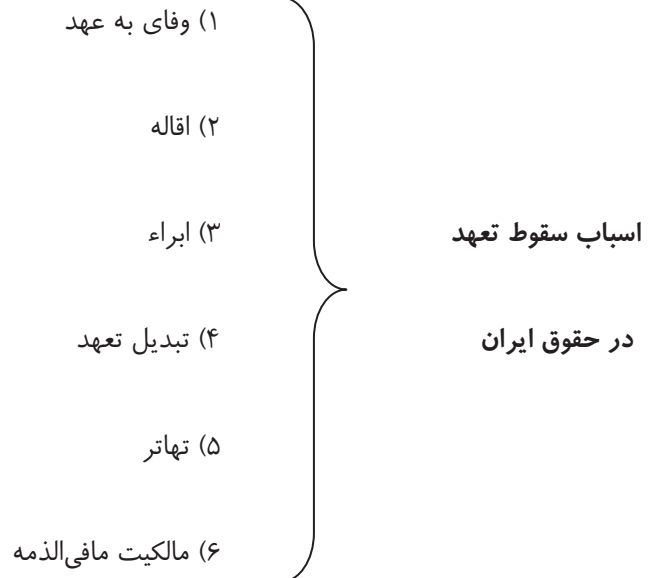 اسباب سقوط تعهد
در حقوق ایران
۱) وفای به عهد
۲) اقاله
۳) ابراء
۴) تبدیل تعهد
۵) تهاتر
۶) مالکیت مافی‌الذمه